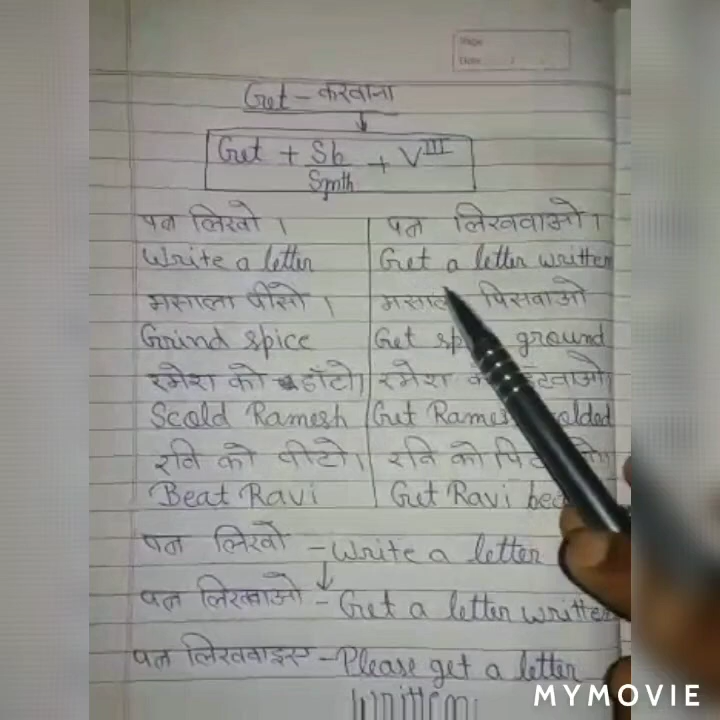 Get - करवाना
Get + Sb/Smth + V III
पत्र लिखो। पत्र लिखवाओ।
Write a letter Get a letter written
मसाला पीसो। पिसवाओ
Grind spice Get ground
रमेश को डाँटो। रमेश
Scold Ramesh Get
रवि को पीटो। रवि को
Beat Ravi Get Ravi
पत्र लिखो - Write a letter
पत्र लिखवाओ - Get a letter written
पत्र लिखवाइए - Please get a letter
written
MYMOVIE